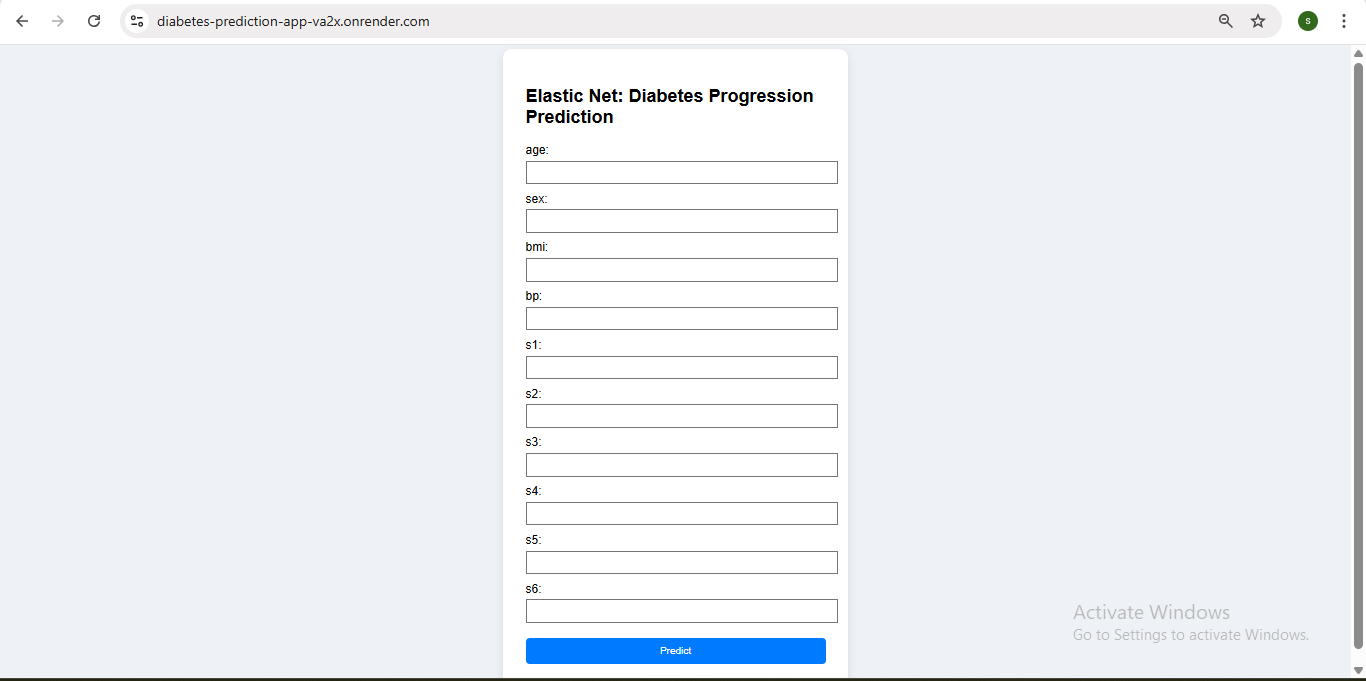 diabetes-prediction-app-va2x.onrender.com
s
Elastic Net: Diabetes Progression
Prediction
age:
sex:
bmi:
bp:
s1:
s2:
s3:
s4:
s5:
s6:
Predict
Activate Windows
Go to Settings to activate Windows.